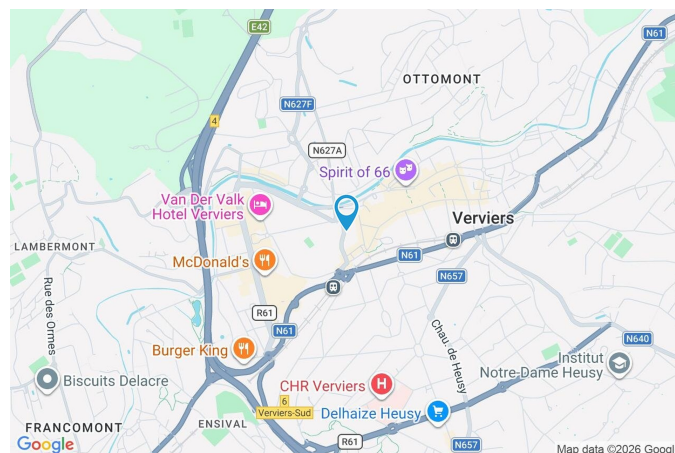 E42
N61
OTTOMONT
N627F
4
N627A
Spirit of 66
Van Der Valk
Hotel Verviers
Verviers
LAMBERMONT
McDonald's
N61
N657
Rue des Ormes
R61
N61
Chau. de Heusy
N640
Burger King
Institut
Notre-Dame Heusy
Biscuits Delacre
CHR Verviers
H
6
Verviers-Sud
Delhaize Heusy
FRANCOMONT
ENSIVAL
R61
N657
Google
Map data ©2026 Googl